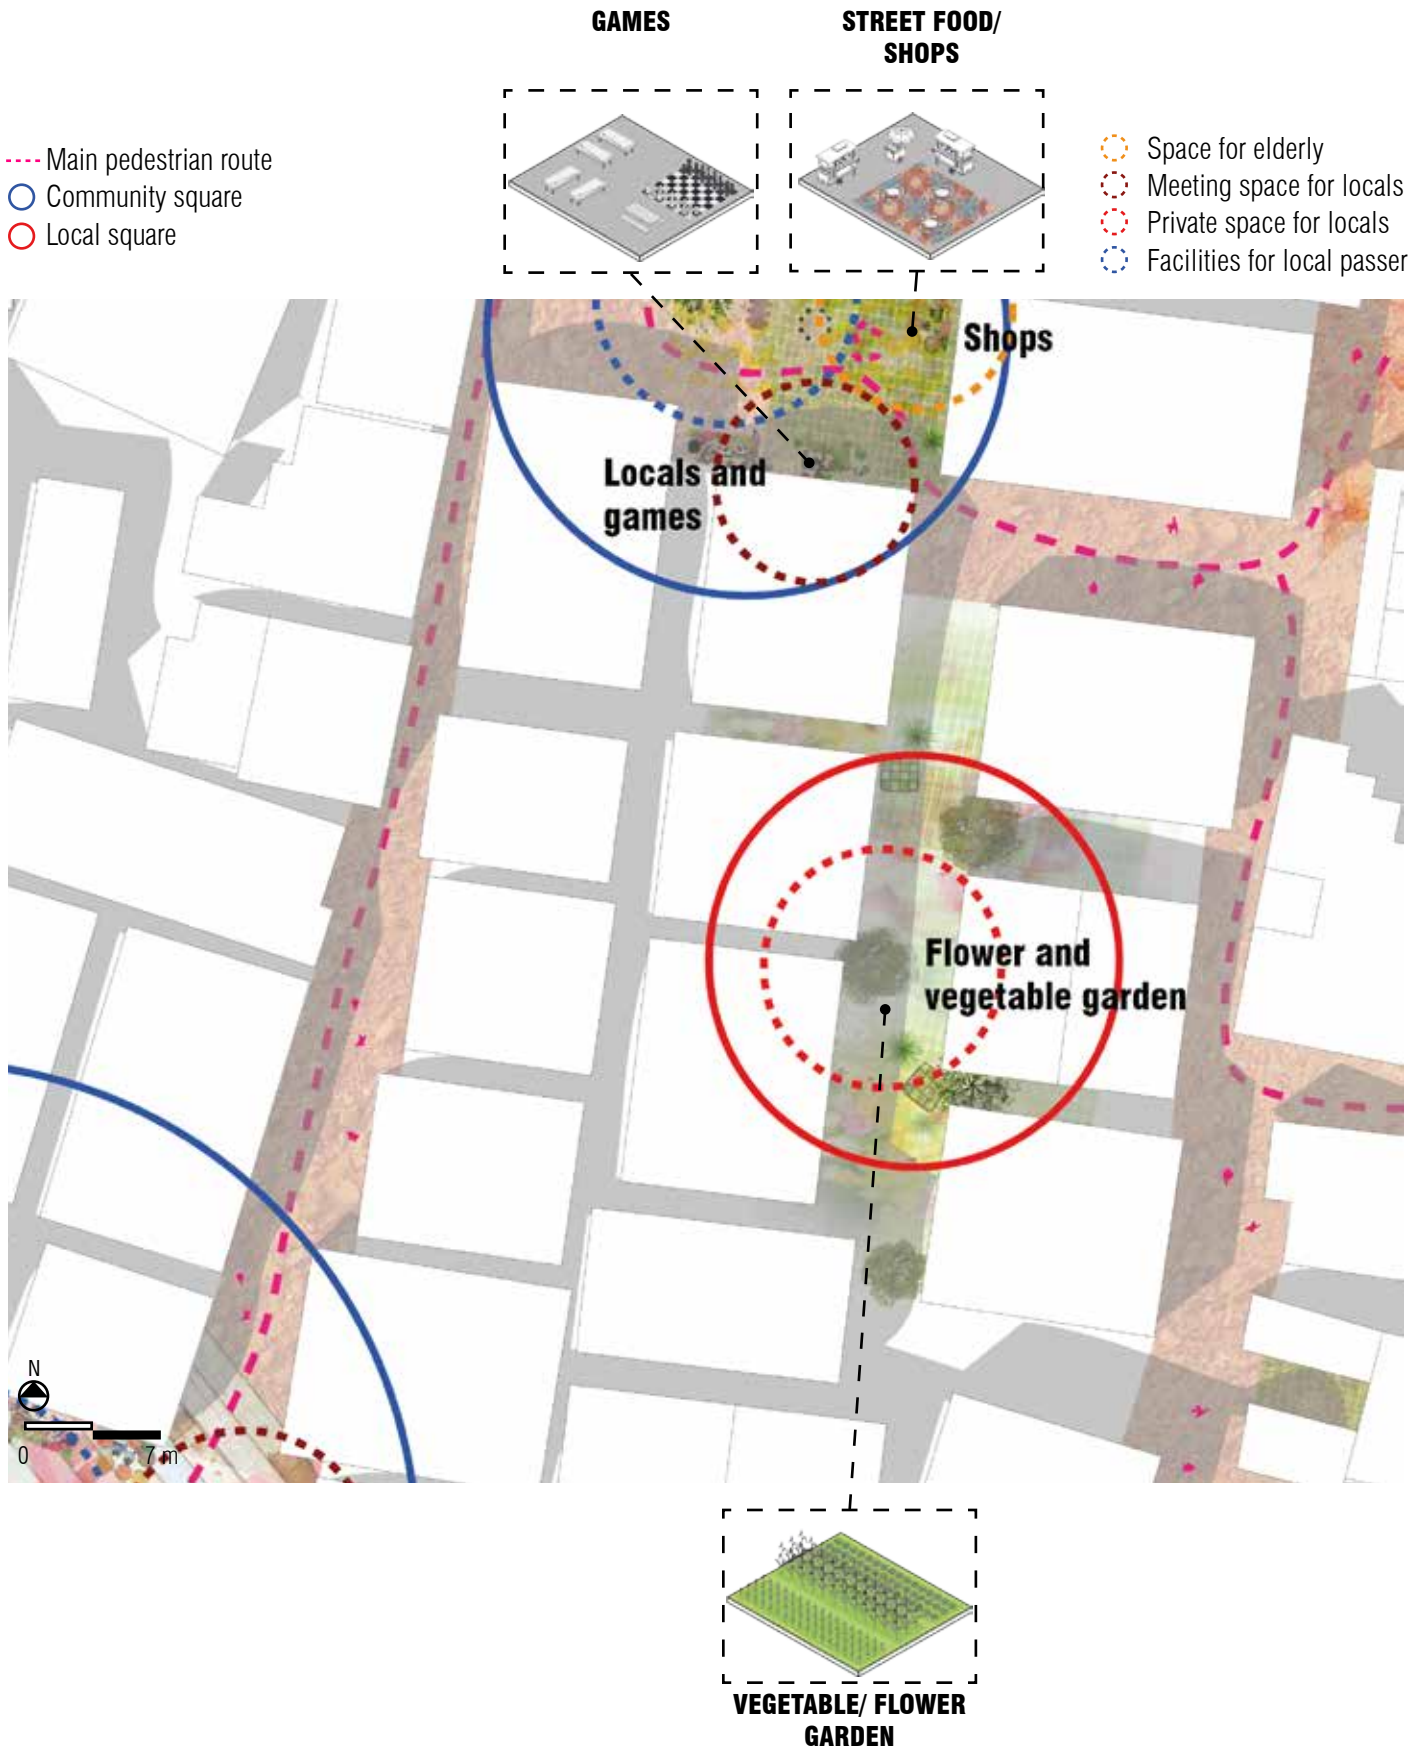 GAMES
STREET FOOD/
SHOPS
Main pedestrian route
Community square
Local square
Space for elderly
Meeting space for locals
Private space for locals
Facilities for local passer
Shops
Locals and
games
Flower and
vegetable garden
N
0 7 m
VEGETABLE/ FLOWER
GARDEN